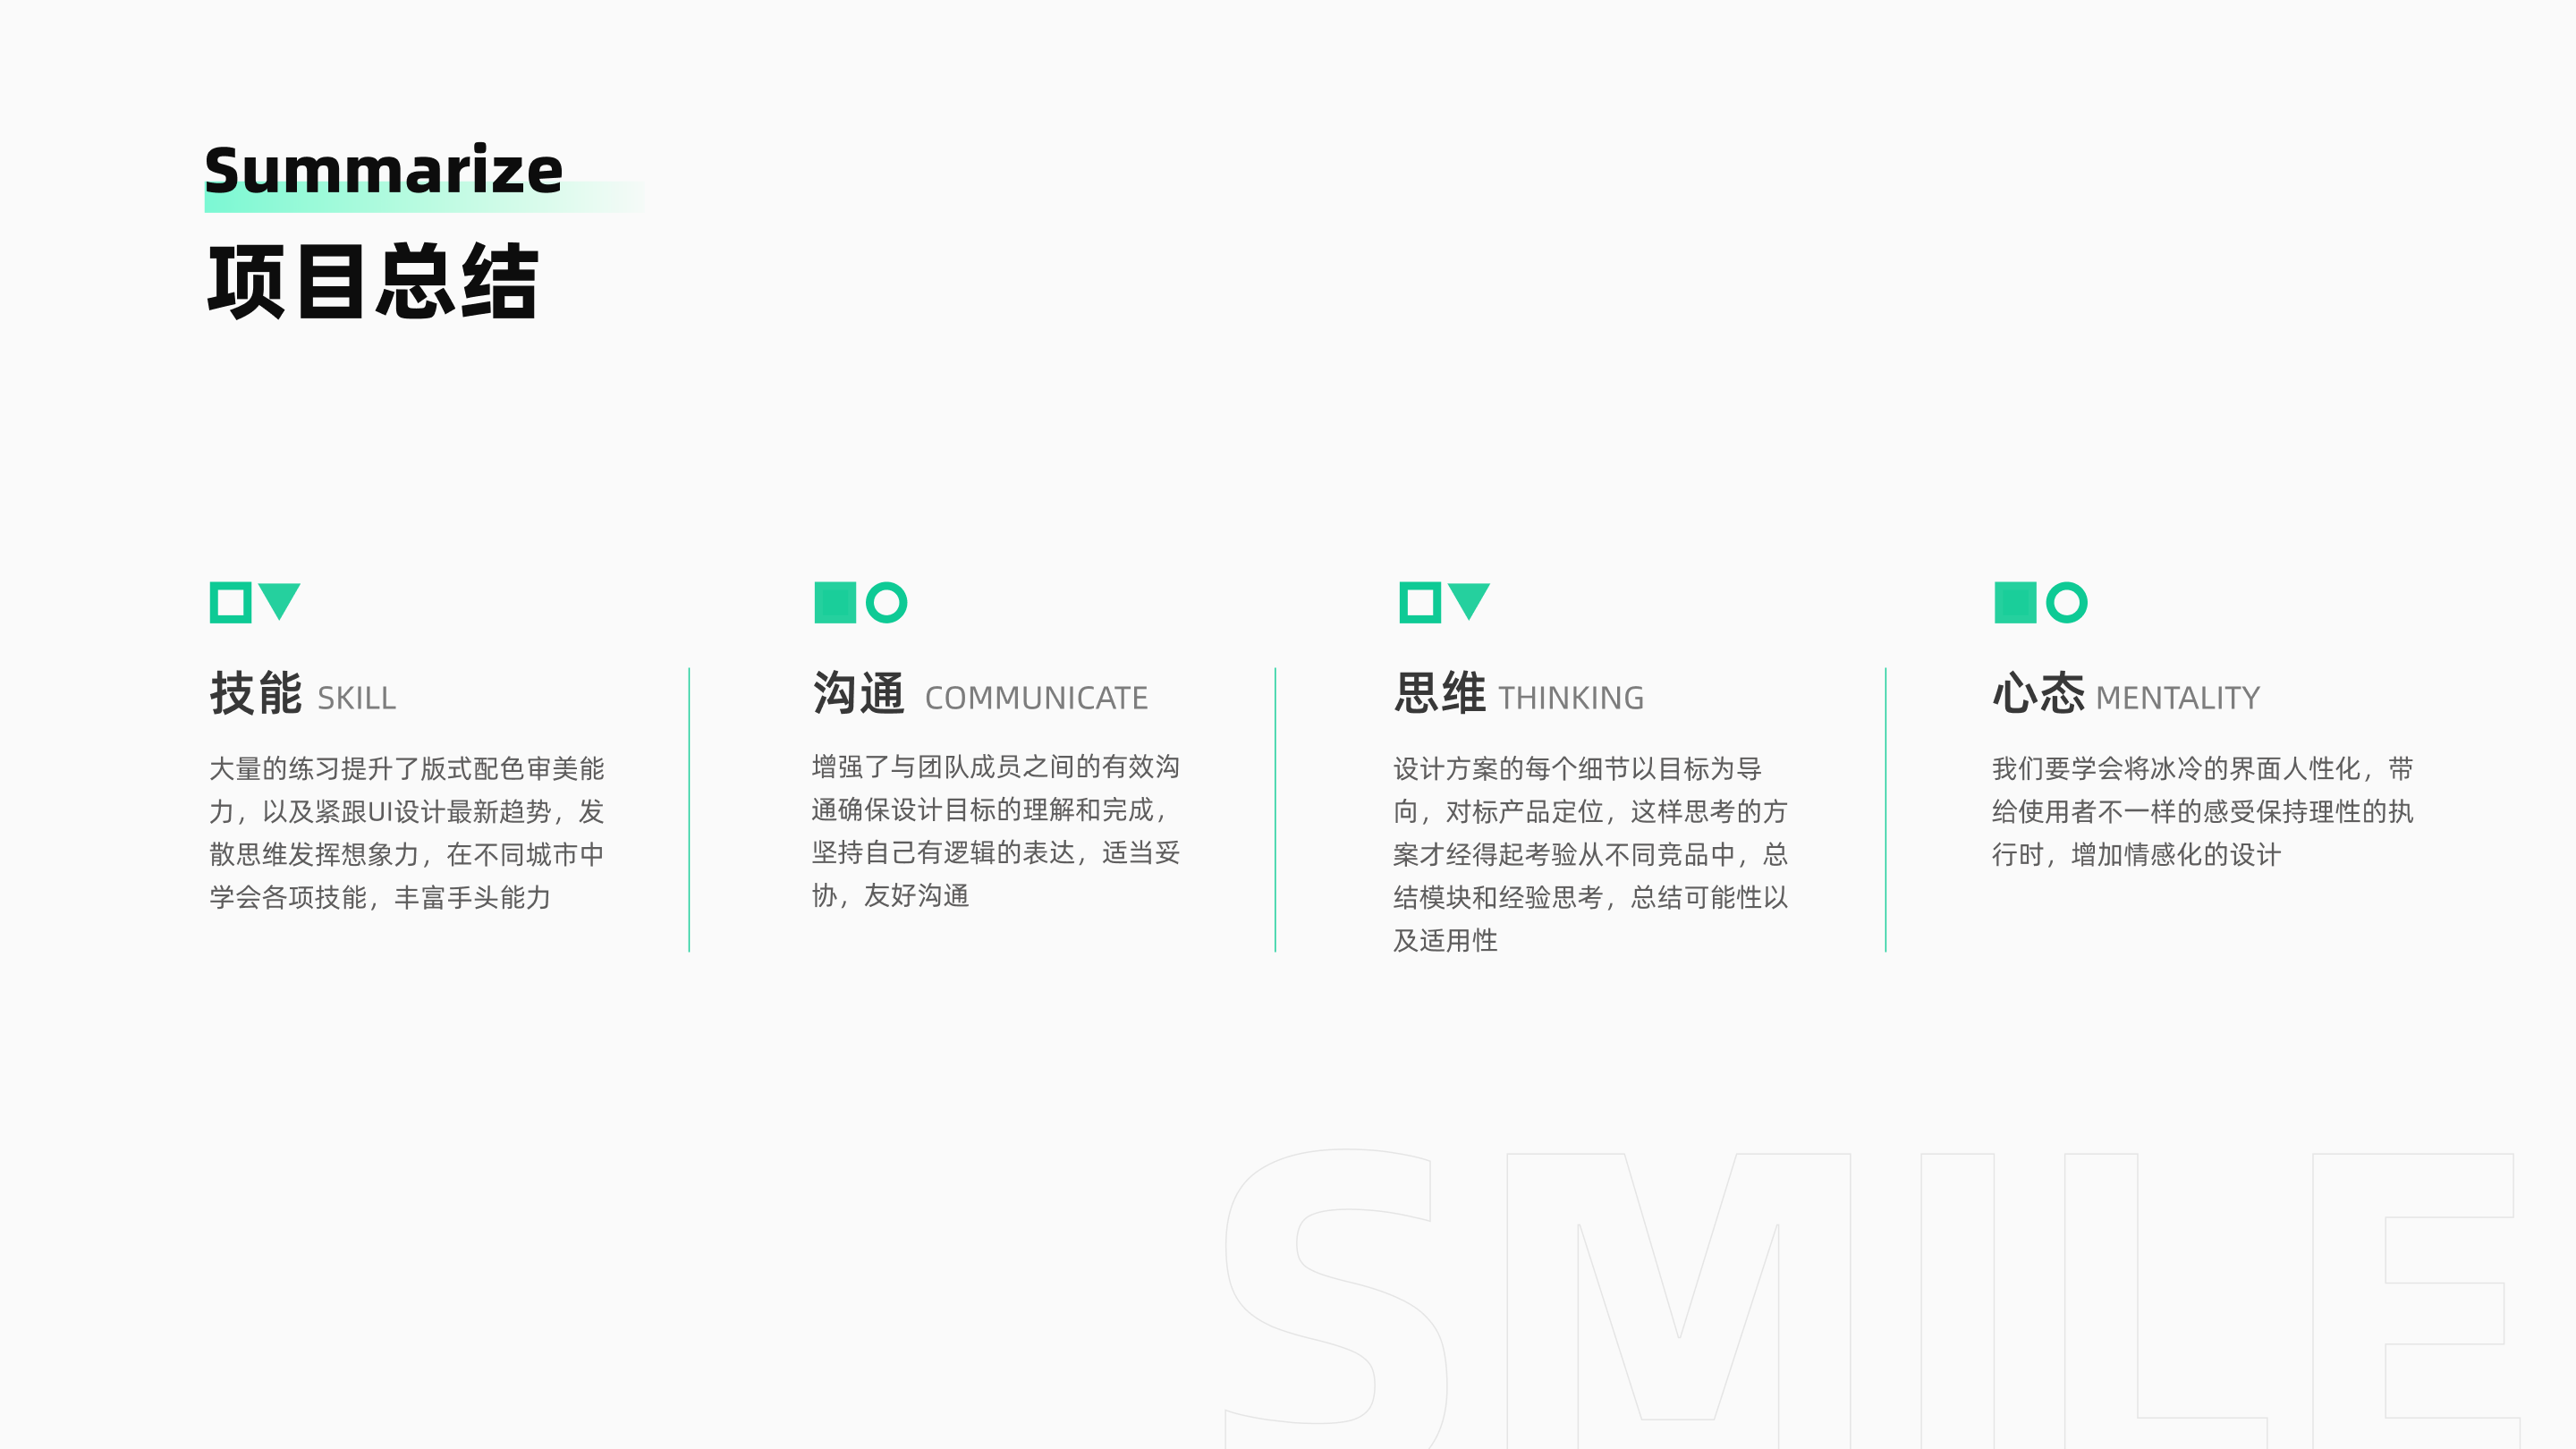 Summarize
项目总结
技能 SKILL
大量的练习提升了版式配色审美能
力，以及紧跟UI设计最新趋势，发
散思维发挥想象力，在不同城市中
学会各项技能，丰富手头能力
沟通 COMMUNICATE
增强了与团队成员之间的有效沟
通确保设计目标的理解和完成，
坚持自己有逻辑的表达，适当妥
协，友好沟通
思维 THINKING
设计方案的每个细节以目标为导
向，对标产品定位，这样思考的方
案才经得起考验从不同竞品中，总
结模块和经验思考，总结可能性以
及适用性
心态 MENTALITY
我们要学会将冰冷的界面人性化，带
给使用者不一样的感受保持理性的执
行时，增加情感化的设计
SMILE